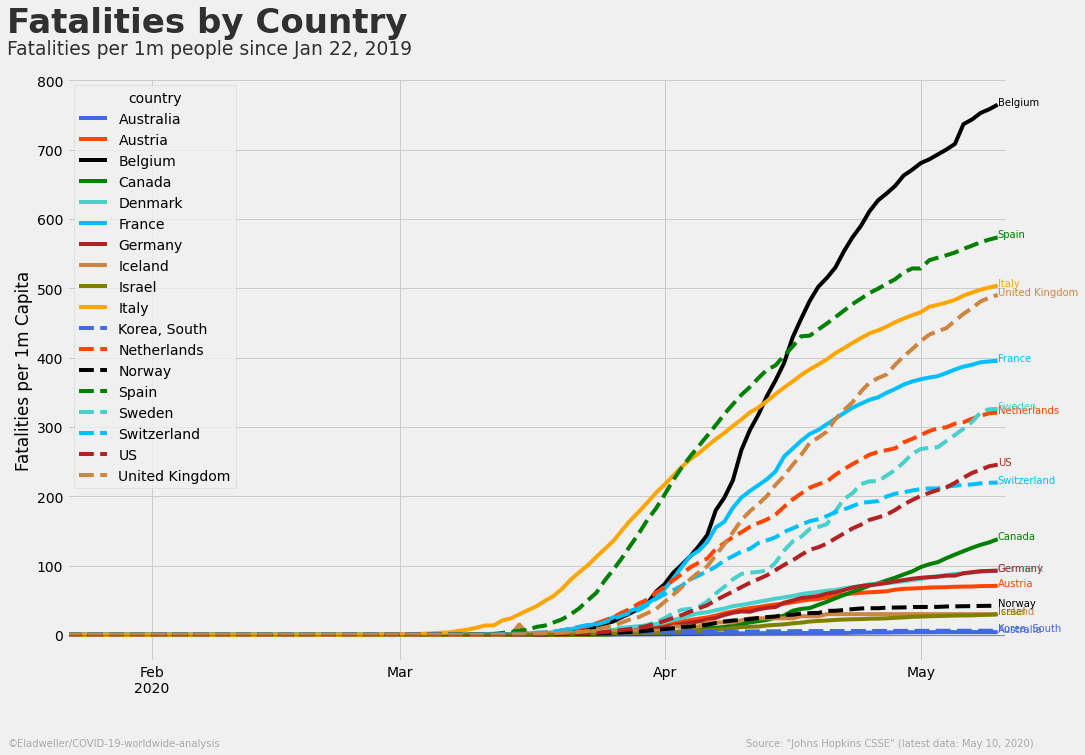 Fatalities by Country
Fatalities per 1m people since Jan 22, 2019
Fatalities per 1m Capita
800
700
600
500
400
300
200
100
0
country
Australia
Austria
Belgium
Canada
Denmark
France
Germany
Iceland
Israel
Italy
Korea, South
Netherlands
Norway
Spain
Sweden
Switzerland
US
United Kingdom
Belgium
Spain
Italy
United Kingdom
France
Sweden
Netherlands
US
Switzerland
Canada
Germany
Austria
Norway
Israel
Korea, South
Australia
Feb
2020
Mar
Apr
May
©Eladweller/COVID-19-worldwide-analysis
Source: "Johns Hopkins CSSE" (latest data: May 10, 2020)